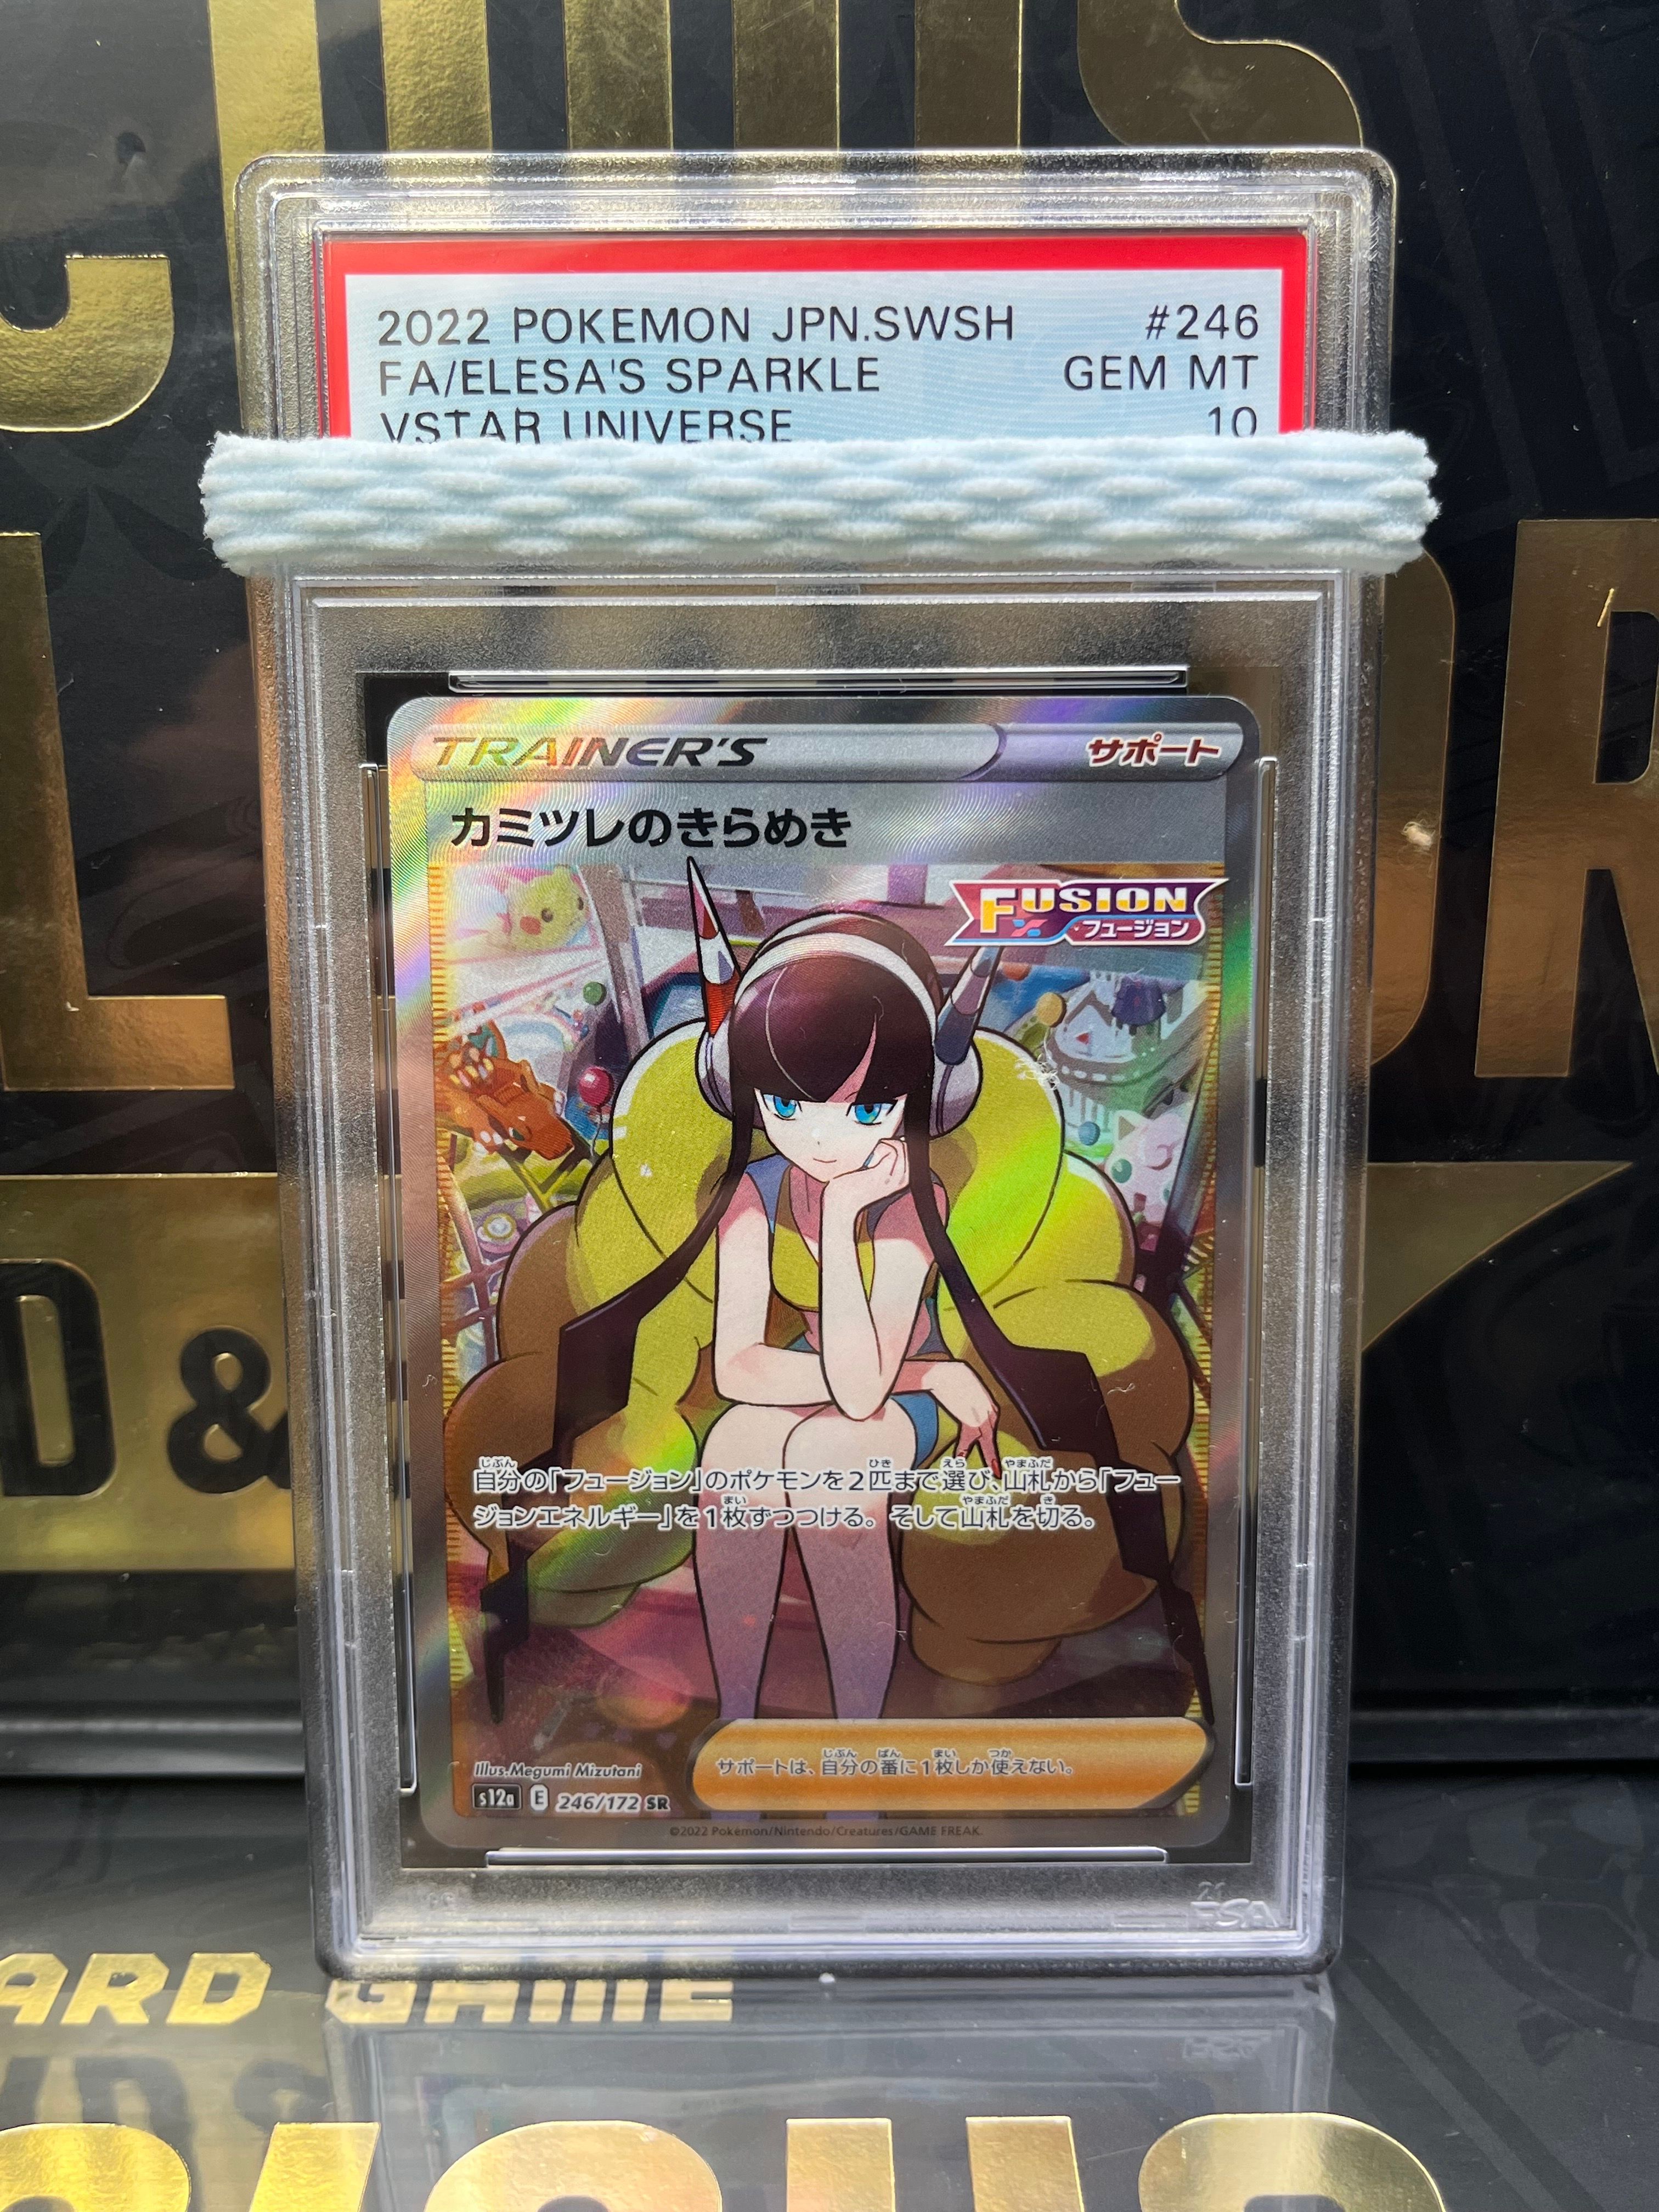 2022 POKEMON JPN.SWSH #246
FA/ELESA'S SPARKLE GEM MT
VSTAR UNIVERSE 10
TRAINER'S サポート
カミツレのきらめき
FUSION
フュージョン
自分の「フュージョン」のポケモンを2匹まで選び、山札から「フュー
ジョンエネルギー」を1枚ずつつける。そして山札を切る。
サポートは、自分の番に1枚しか使えない。
Illus.Megumi Mizutani
s12a E 246/172 SR
©2022 Pokémon/Nintendo/Creatures/GAME FREAK.
D &
ARD GAME